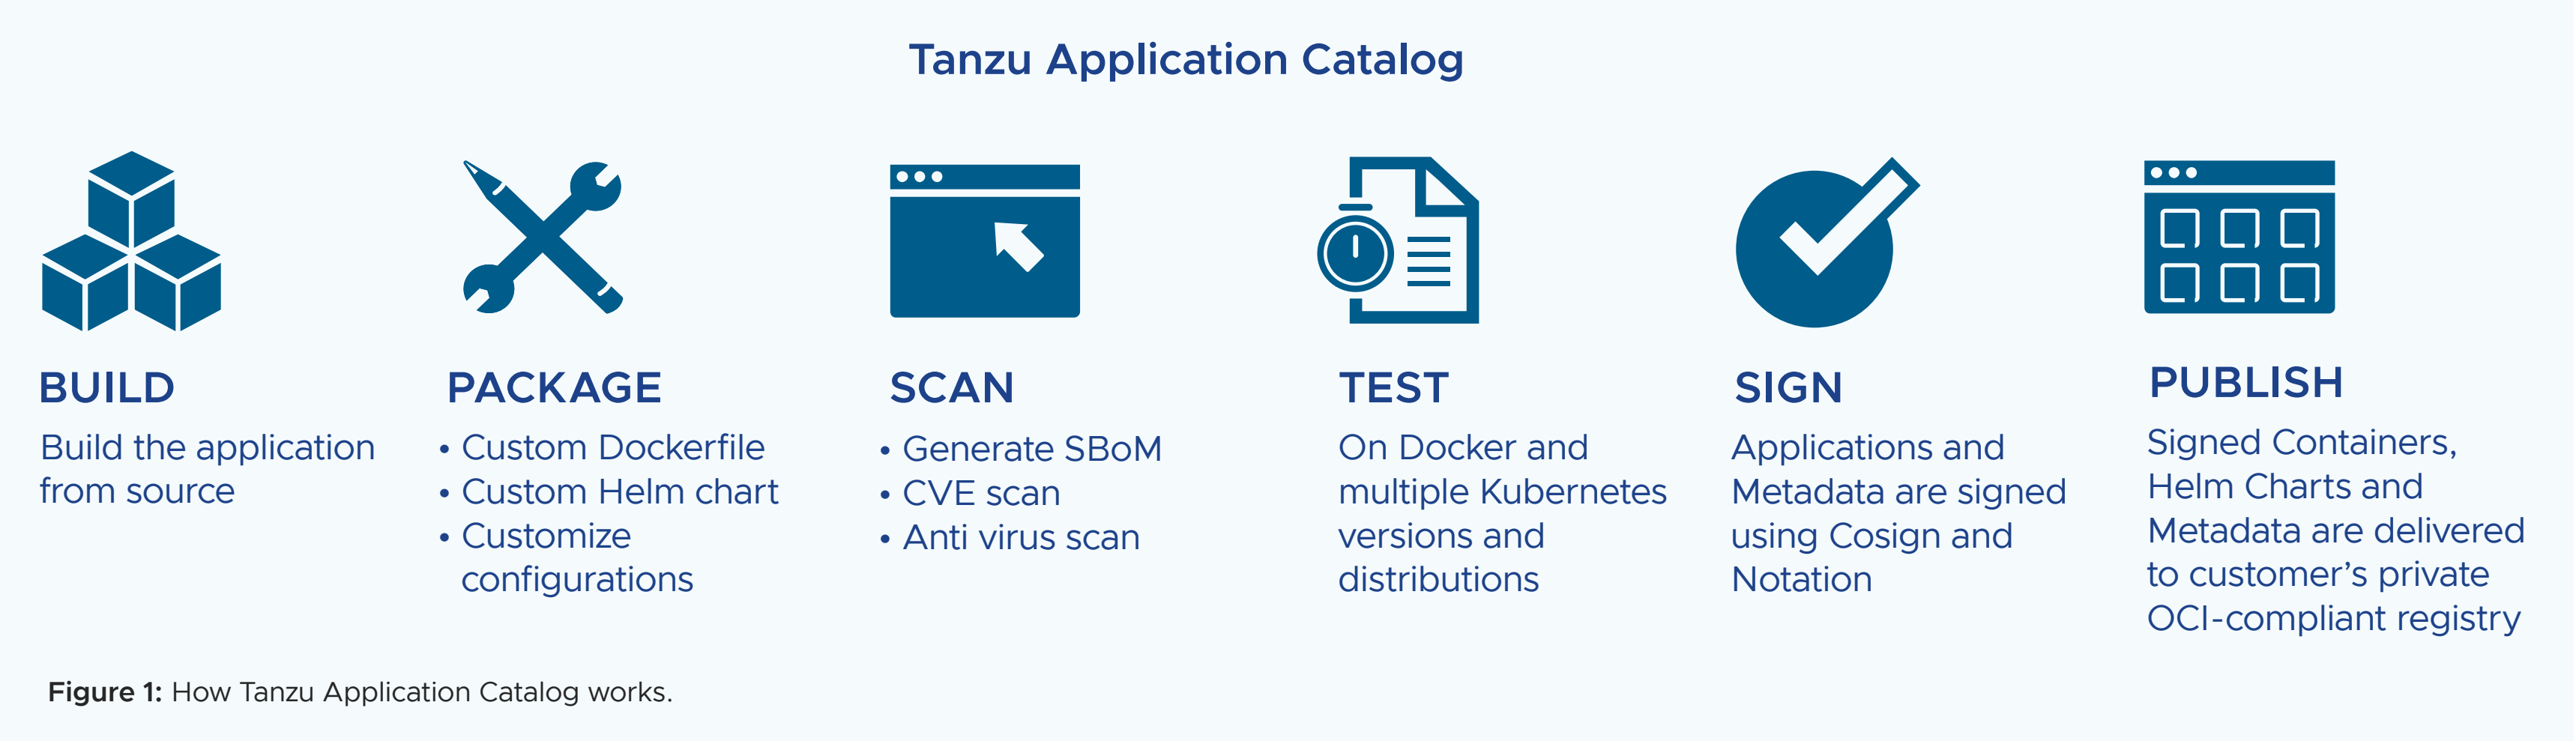 Tanzu Application Catalog
BUILD
Build the application
from source
PACKAGE
• Custom Dockerfile
• Custom Helm chart
• Customize
configurations
SCAN
• Generate SBoM
• CVE scan
• Anti virus scan
TEST
On Docker and
multiple Kubernetes
versions and
distributions
SIGN
Applications and
Metadata are signed
using Cosign and
Notation
PUBLISH
Signed Containers,
Helm Charts and
Metadata are delivered
to customer’s private
OCI-compliant registry
Figure 1: How Tanzu Application Catalog works.